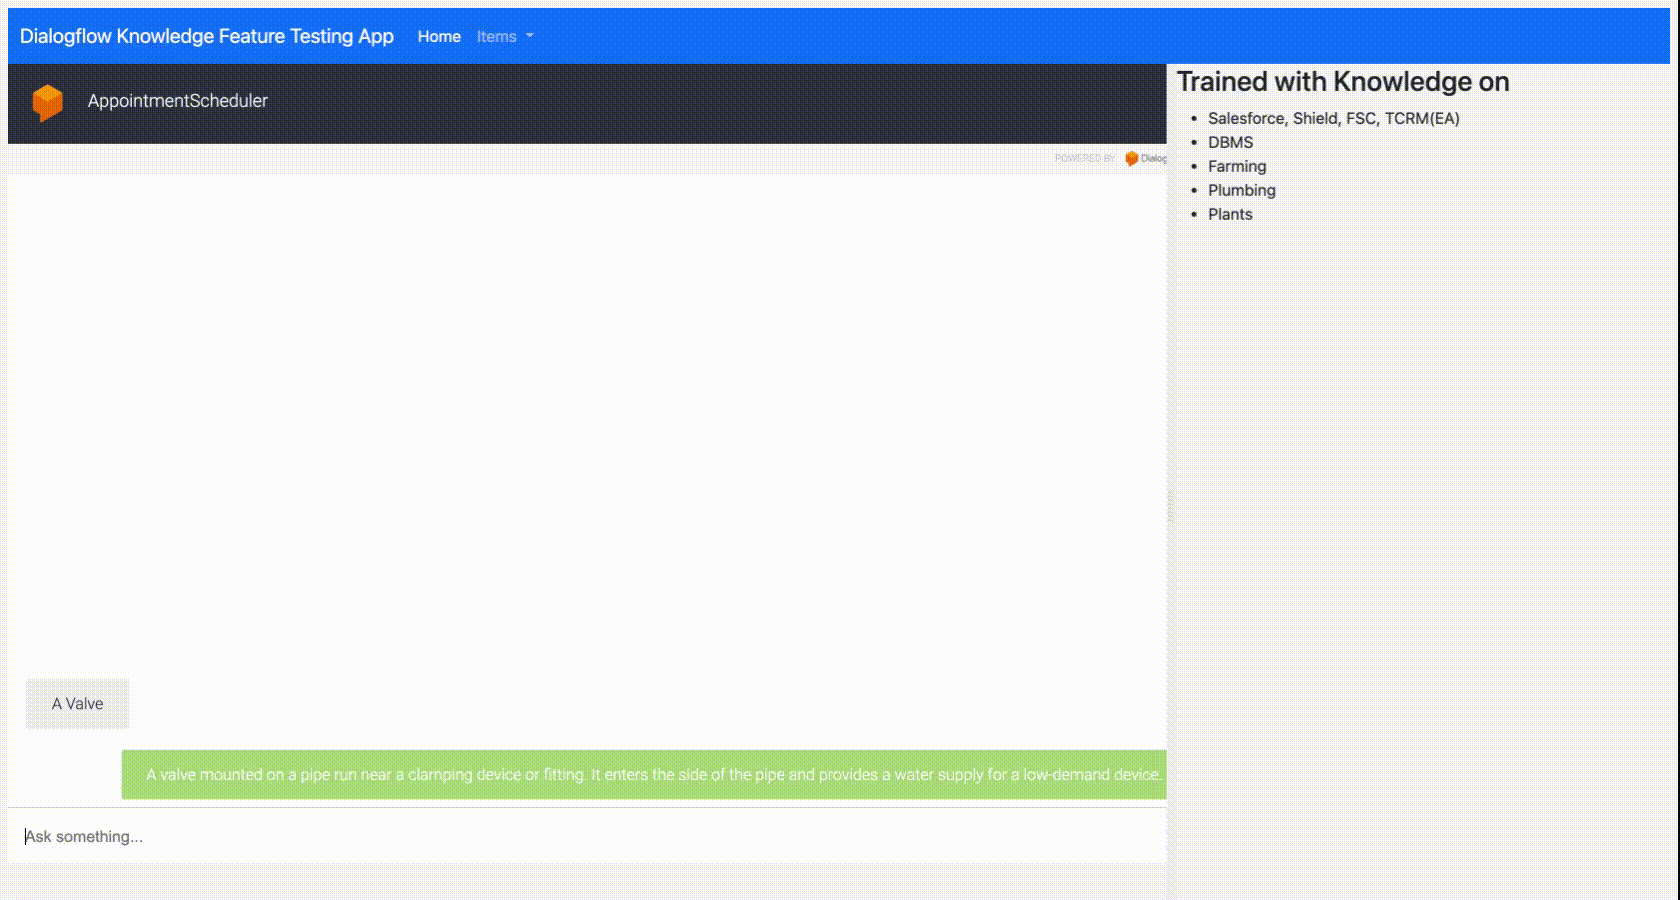 Dialogflow Knowledge Feature Testing App Home Items
AppointmentScheduler
POWERED BY Dialog
A Valve
A valve mounted on a pipe run near a clamping device or fitting. It enters the side of the pipe and provides a water supply for a low-demand device.
Ask something...
Trained with Knowledge on
Salesforce, Shield, FSC, TCRM(EA)
DBMS
Farming
Plumbing
Plants